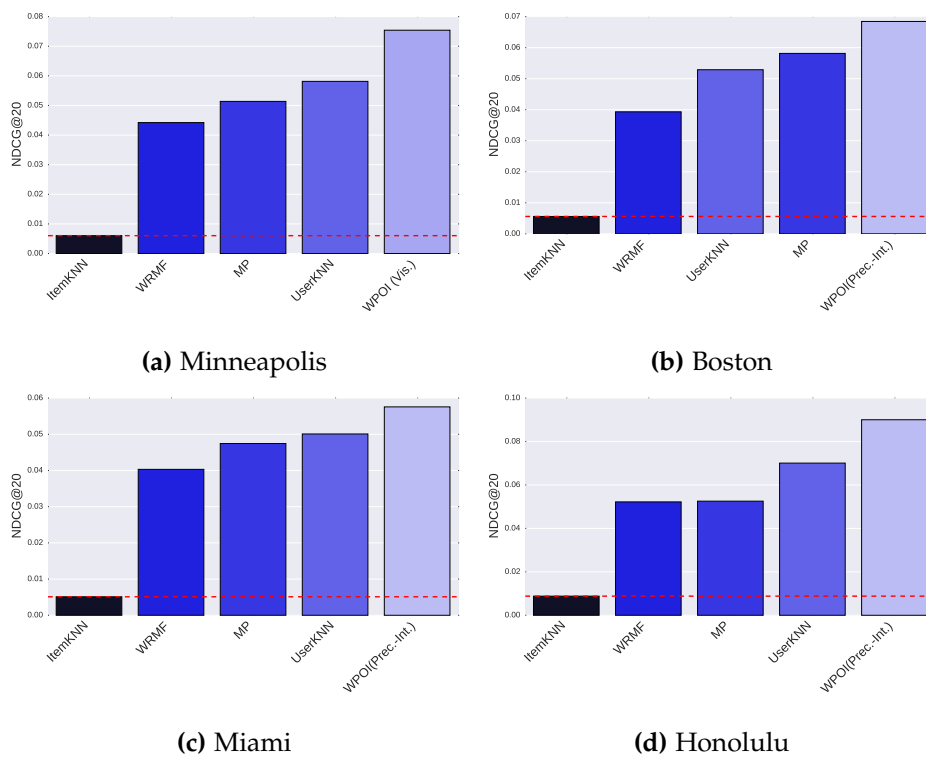 0.08
0.07
0.06
0.05
0.04
0.03
0.02
0.01
0.00
NDCG@20
ItemKNN
WRMF
MP
UserKNN
WPOI (Vis.)
(a) Minneapolis
0.07
0.06
0.05
0.04
0.03
0.02
0.01
0.00
NDCG@20
ItemKNN
WRMF
UserKNN
MP
WPOI(Prec.-Int.)
(b) Boston
0.06
0.05
0.04
0.03
0.02
0.01
0.00
NDCG@20
ItemKNN
WRMF
MP
UserKNN
WPOI(Prec.-Int.)
(c) Miami
0.10
0.08
0.06
0.04
0.02
0.00
NDCG@20
ItemKNN
WRMF
MP
UserKNN
WPOI(Prec.-Int.)
(d) Honolulu